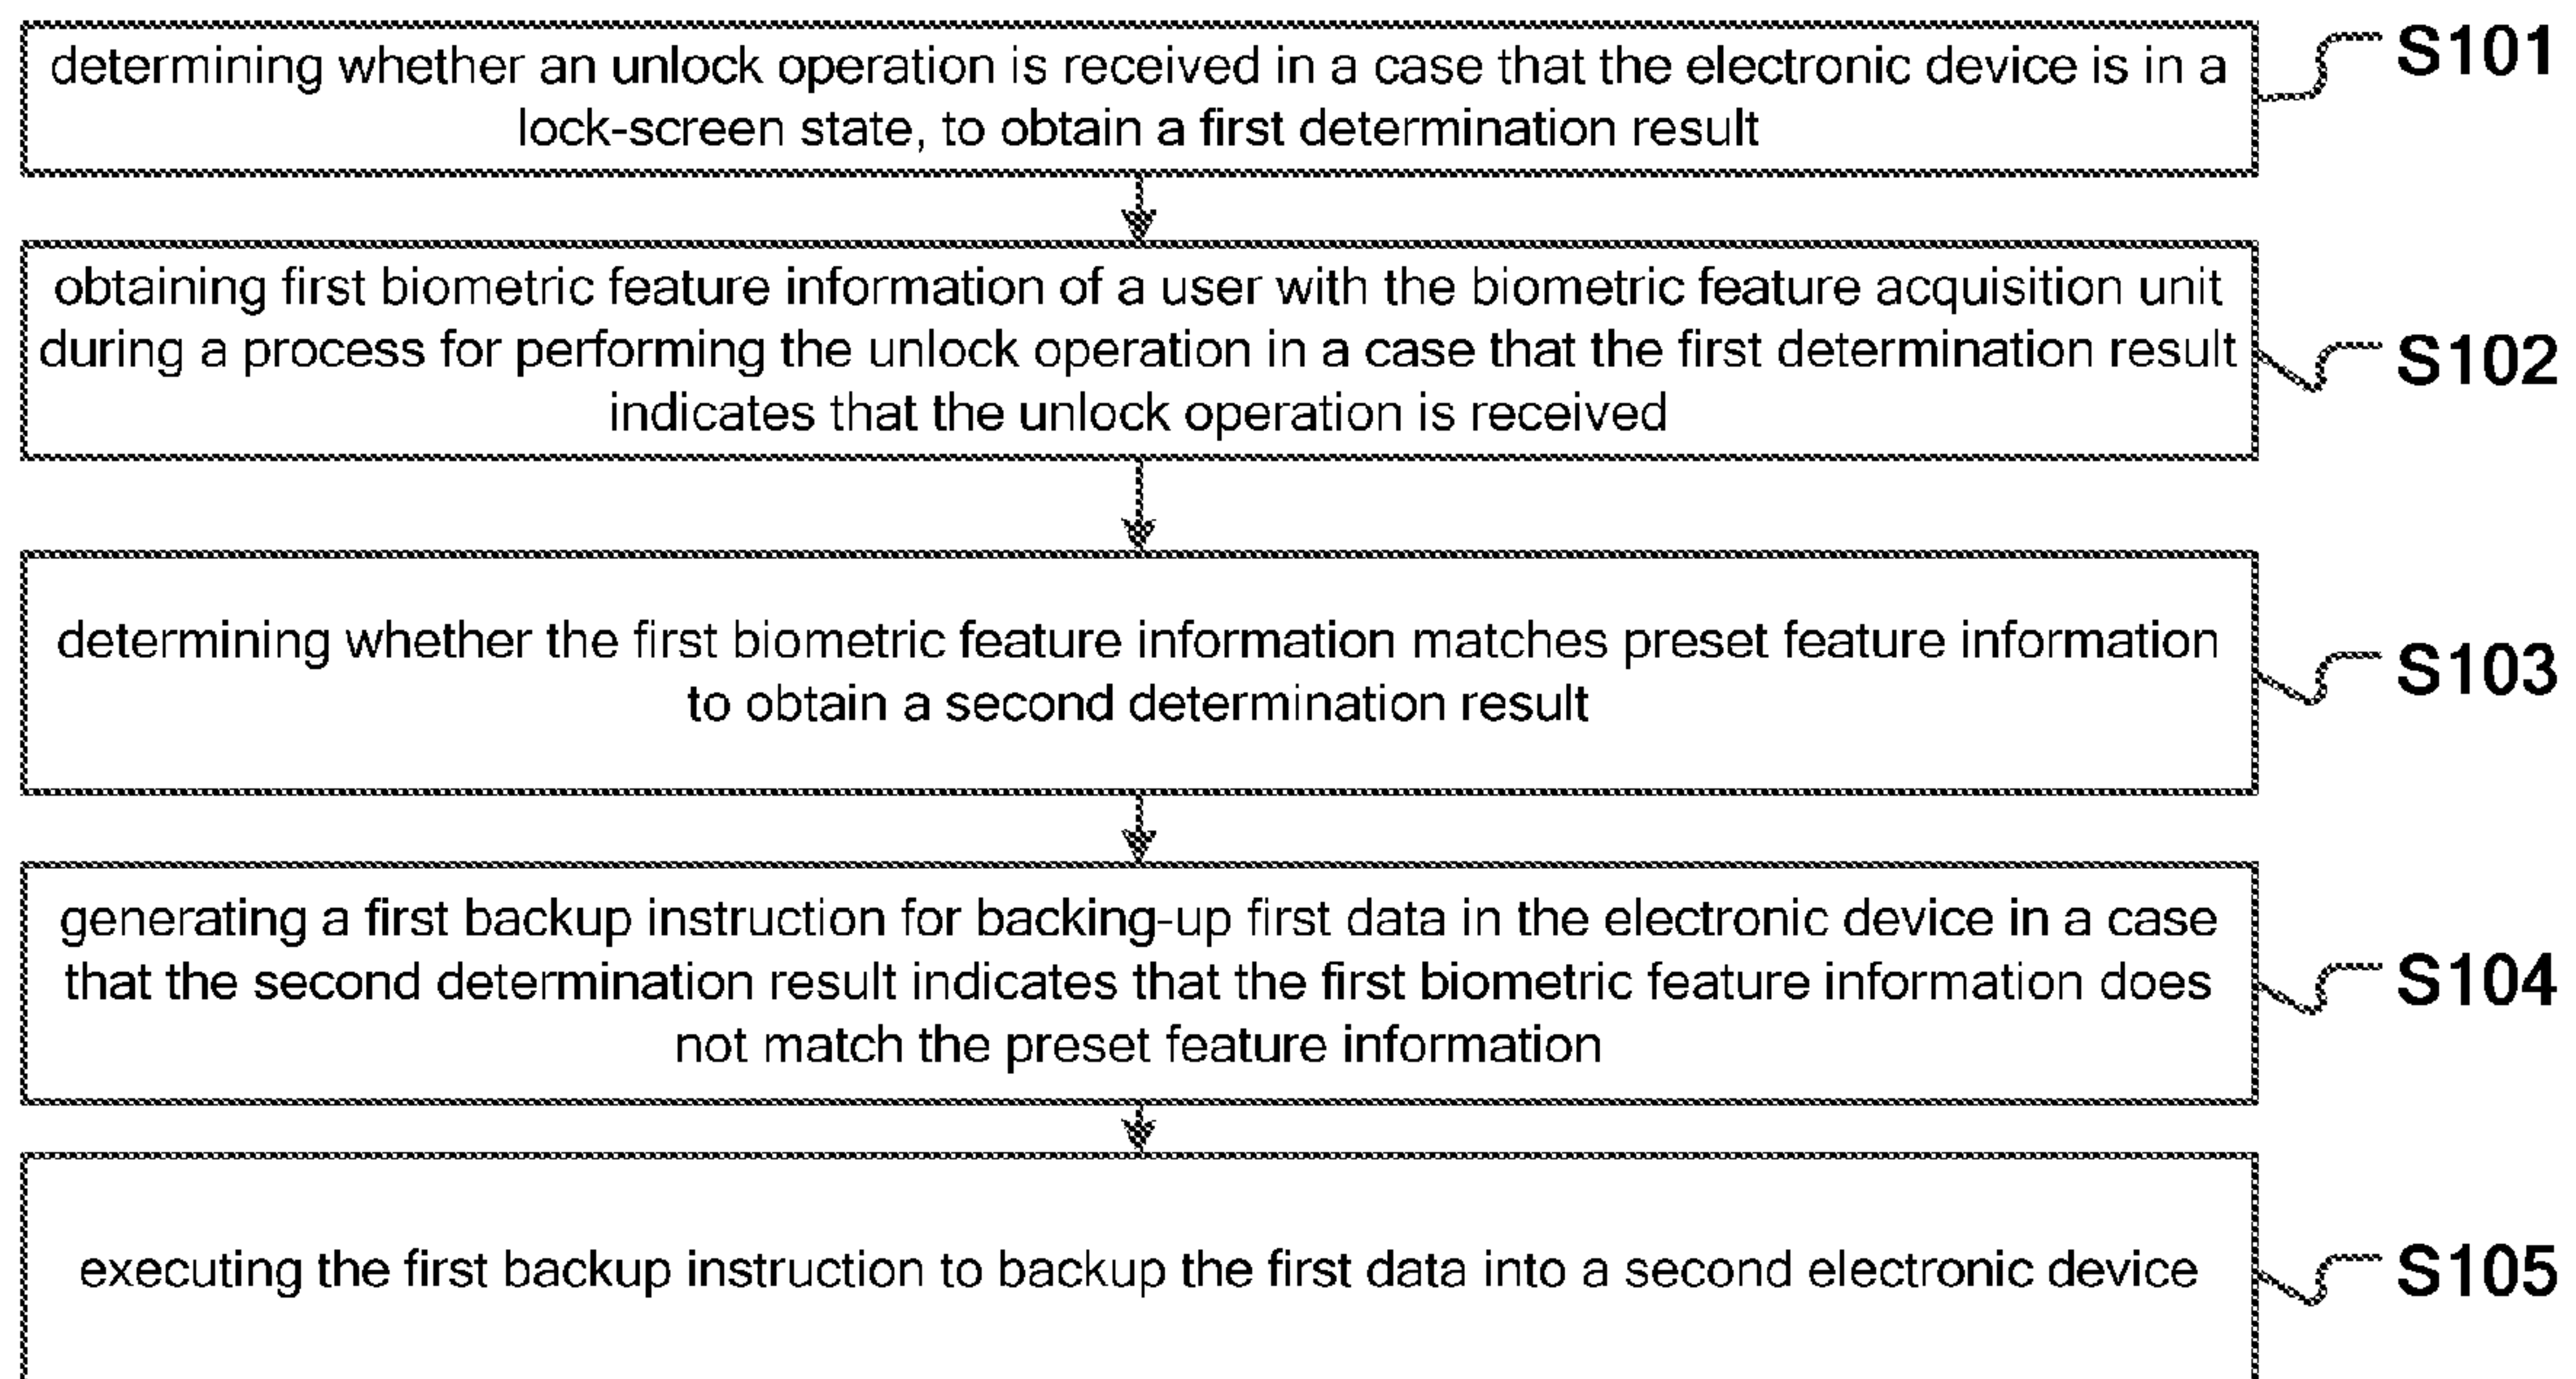 determining whether an unlock operation is received in a case that the electronic device is in a
lock-screen state, to obtain a first determination result
S101
obtaining first biometric feature information of a user with the biometric feature acquisition unit
during a process for performing the unlock operation in a case that the first determination result
indicates that the unlock operation is received
S102
determining whether the first biometric feature information matches preset feature information
to obtain a second determination result
S103
generating a first backup instruction for backing-up first data in the electronic device in a case
that the second determination result indicates that the first biometric feature information does
not match the preset feature information
S104
executing the first backup instruction to backup the first data into a second electronic device
S105